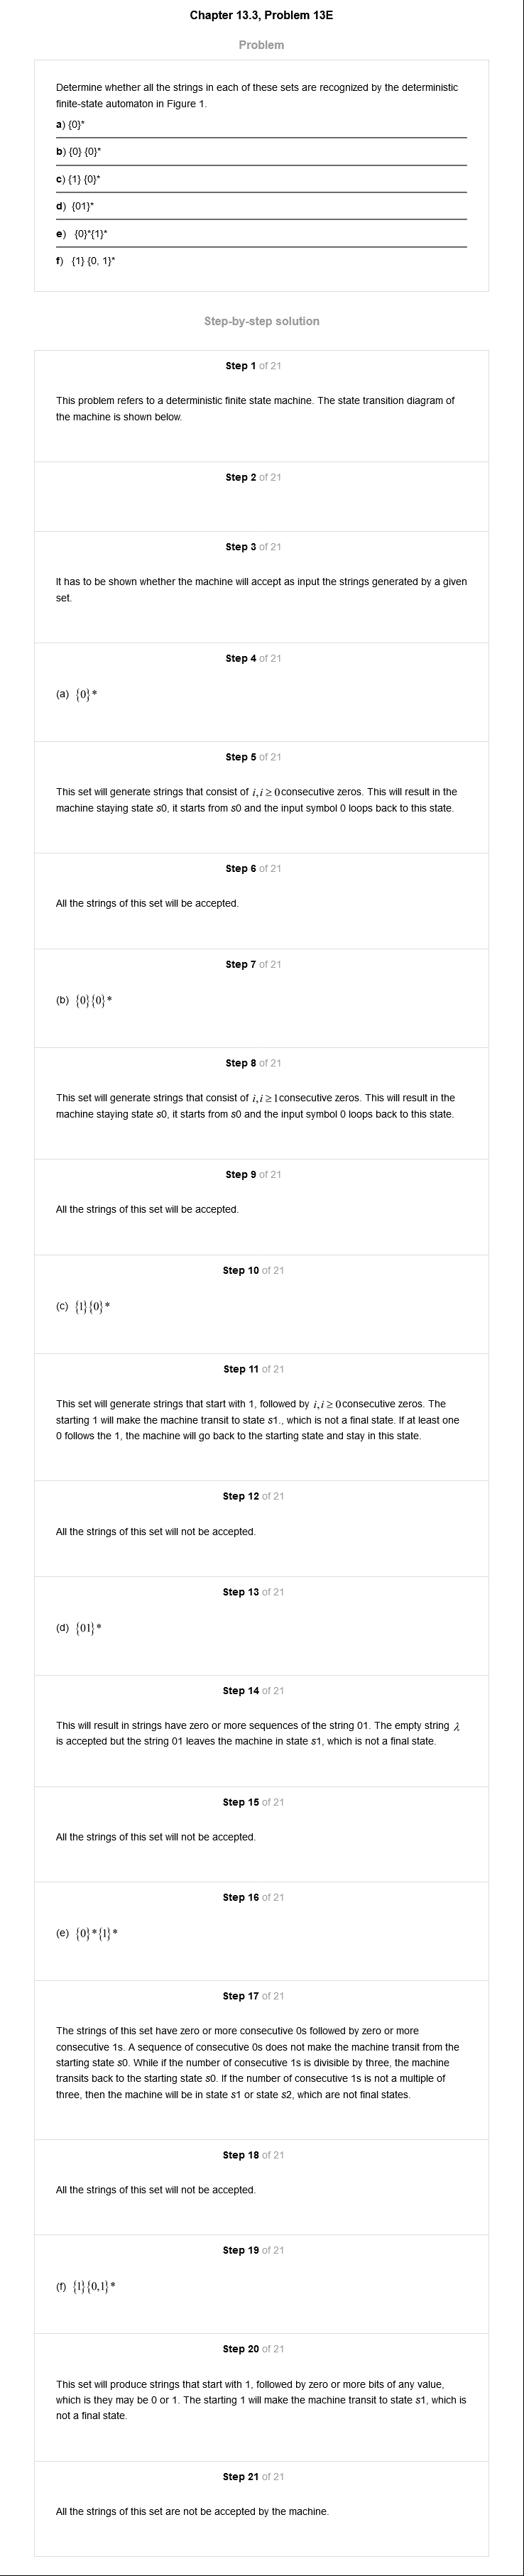 Chapter 13.3, Problem 13E
Problem
Determine whether all the strings in each of these sets are recognized by the deterministic
finite-state automaton in Figure 1.
a) {0}*
b) {0} {0}*
c) {1} {0}*
d) {01}*
e) {0}*{1}*
f) {1} {0, 1}*
Step-by-step solution
Step 1 of 21
This problem refers to a deterministic finite state machine. The state transition diagram of
the machine is shown below.
Step 2 of 21
Step 3 of 21
It has to be shown whether the machine will accept as input the strings generated by a given
set.
Step 4 of 21
(a) {0}*
Step 5 of 21
This set will generate strings that consist of i, i ≥ 0 consecutive zeros. This will result in the
machine staying state s0, it starts from s0 and the input symbol 0 loops back to this state.
Step 6 of 21
All the strings of this set will be accepted.
Step 7 of 21
(b) {0}{0}*
Step 8 of 21
This set will generate strings that consist of i, i ≥ 1 consecutive zeros. This will result in the
machine staying state s0, it starts from s0 and the input symbol 0 loops back to this state.
Step 9 of 21
All the strings of this set will be accepted.
Step 10 of 21
(c) {1}{0}*
Step 11 of 21
This set will generate strings that start with 1, followed by i, i ≥ 0 consecutive zeros. The
starting 1 will make the machine transit to state s1., which is not a final state. If at least one
0 follows the 1, the machine will go back to the starting state and stay in this state.
Step 12 of 21
All the strings of this set will not be accepted.
Step 13 of 21
(d) {01}*
Step 14 of 21
This will result in strings have zero or more sequences of the string 01. The empty string λ
is accepted but the string 01 leaves the machine in state s1, which is not a final state.
Step 15 of 21
All the strings of this set will not be accepted.
Step 16 of 21
(e) {0}*{1}*
Step 17 of 21
The strings of this set have zero or more consecutive 0s followed by zero or more
consecutive 1s. A sequence of consecutive 0s does not make the machine transit from the
starting state s0. While if the number of consecutive 1s is divisible by three, the machine
transits back to the starting state s0. If the number of consecutive 1s is not a multiple of
three, then the machine will be in state s1 or state s2, which are not final states.
Step 18 of 21
All the strings of this set will not be accepted.
Step 19 of 21
(f) {1}{0,1}*
Step 20 of 21
This set will produce strings that start with 1, followed by zero or more bits of any value,
which is they may be 0 or 1. The starting 1 will make the machine transit to state s1, which is
not a final state.
Step 21 of 21
All the strings of this set are not be accepted by the machine.